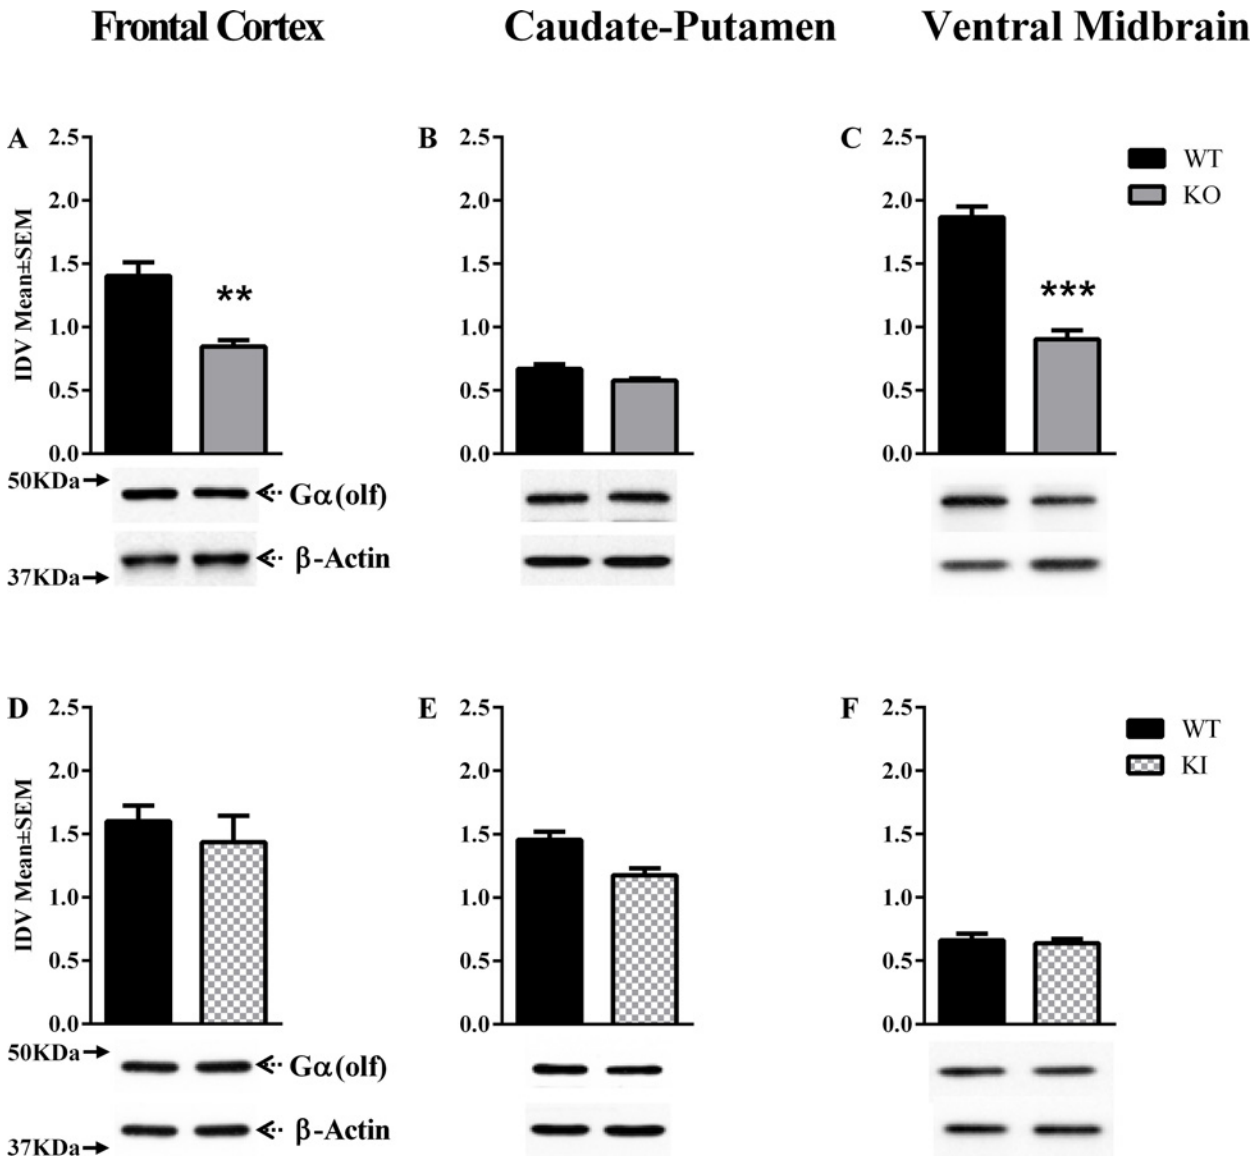 Frontal Cortex Caudate-Putamen Ventral Midbrain
A B C
IDV Mean±SEM
2.5 2.5 2.5
2.0 2.0 2.0
1.5 1.5 1.5
1.0 1.0 1.0
0.5 0.5 0.5
0.0 0.0 0.0
** ***
WT
KO
50KDa
Gα(olf)
β-Actin
37KDa
D E F
IDV Mean±SEM
2.5 2.5 2.5
2.0 2.0 2.0
1.5 1.5 1.5
1.0 1.0 1.0
0.5 0.5 0.5
0.0 0.0 0.0
WT
KI
50KDa
Gα(olf)
β-Actin
37KDa